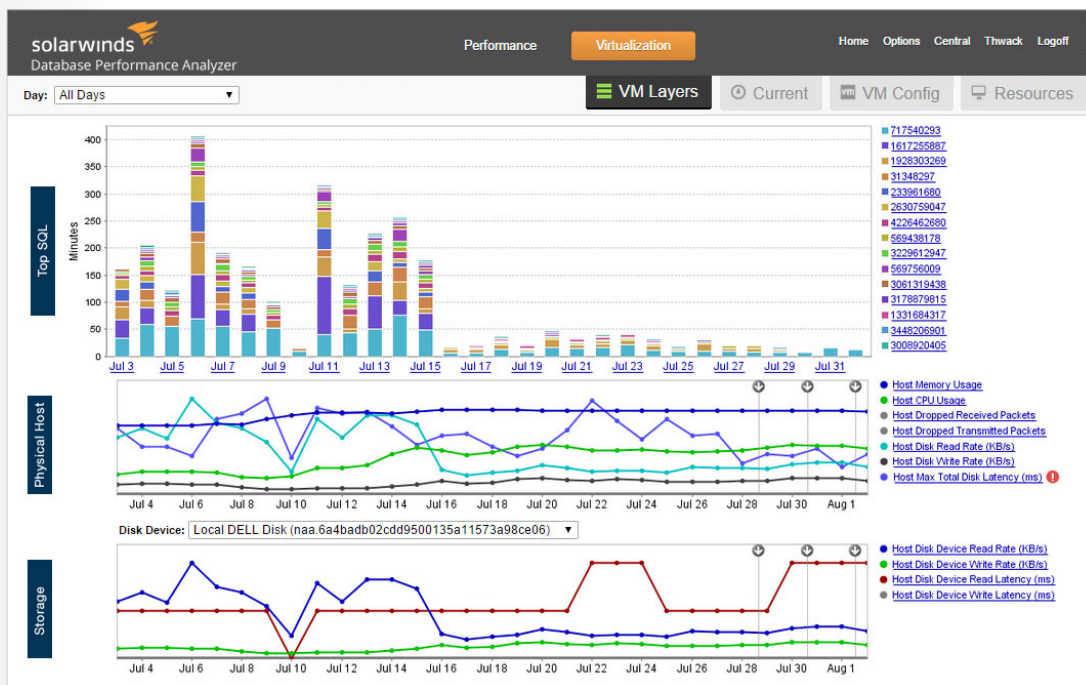 solarwinds
Database Performance Analyzer
Performance
Virtualization
Home Options Central Thwack Logoff
Day: All Days
VM Layers
Current
vm VM Config
Resources
Top SQL
Minutes
400
350
300
250
200
150
100
50
0
Jul 3 Jul 5 Jul 7 Jul 9 Jul 11 Jul 13 Jul 15 Jul 17 Jul 19 Jul 21 Jul 23 Jul 25 Jul 27 Jul 29 Jul 31
717540293
1617255887
1928303269
31348297
233961680
2630759047
4226462680
569438178
3229612947
569756009
3061319438
3178879815
1331684317
3448206901
3008920405
Physical Host
Jul 4 Jul 6 Jul 8 Jul 10 Jul 12 Jul 14 Jul 16 Jul 18 Jul 20 Jul 22 Jul 24 Jul 26 Jul 28 Jul 30 Aug 1
Host Memory Usage
Host CPU Usage
Host Dropped Received Packets
Host Dropped Transmitted Packets
Host Disk Read Rate (KB/s)
Host Disk Write Rate (KB/s)
Host Max Total Disk Latency (ms)
Disk Device: Local DELL Disk (naa.6a4badb02cdd9500135a11573a98ce06)
Storage
Jul 4 Jul 6 Jul 8 Jul 10 Jul 12 Jul 14 Jul 16 Jul 18 Jul 20 Jul 22 Jul 24 Jul 26 Jul 28 Jul 30 Aug 1
Host Disk Device Read Rate (KB/s)
Host Disk Device Write Rate (KB/s)
Host Disk Device Read Latency (ms)
Host Disk Device Write Latency (ms)